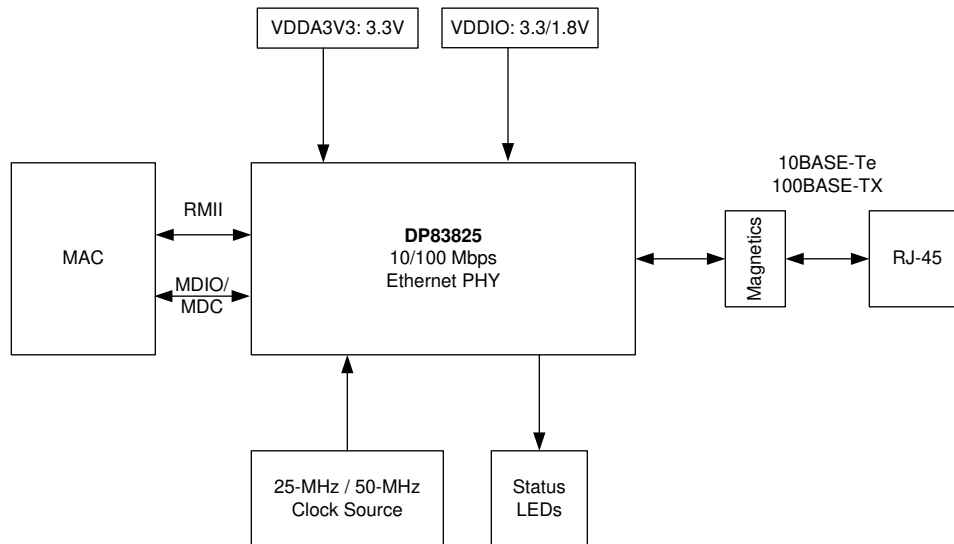 VDDA3V3: 3.3V
VDDIO: 3.3/1.8V
10BASE-Te
100BASE-TX
MAC
RMII
MDIO/
MDC
DP83825
10/100 Mbps
Ethernet PHY
Magnetics
RJ-45
25-MHz / 50-MHz
Clock Source
Status
LEDs